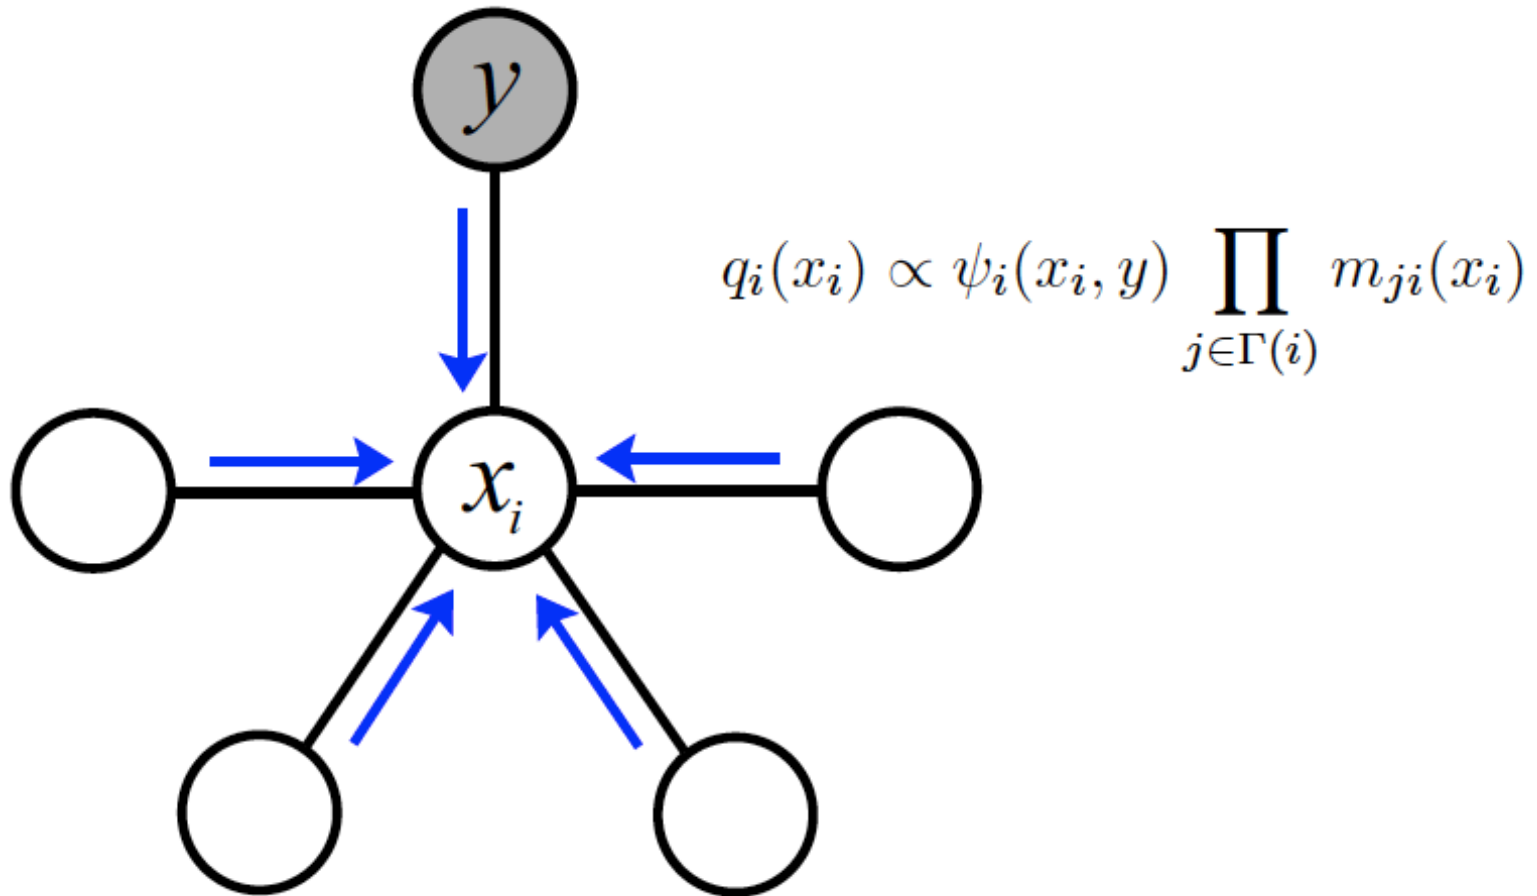 y
q_i(x_i) ∝ ψ_i(x_i, y) ∏_{j∈Γ(i)} m_{ji}(x_i)
x_i